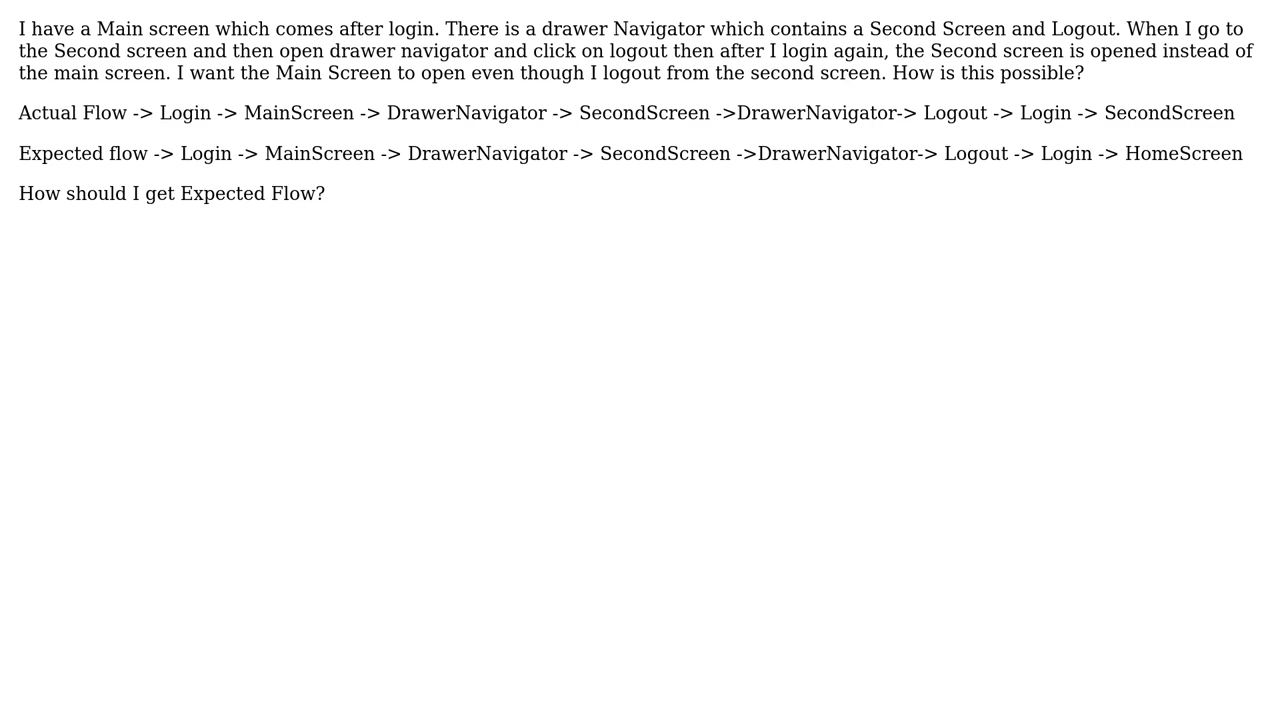 I have a Main screen which comes after login. There is a drawer Navigator which contains a Second Screen and Logout. When I go to
the Second screen and then open drawer navigator and click on logout then after I login again, the Second screen is opened instead of
the main screen. I want the Main Screen to open even though I logout from the second screen. How is this possible?
Actual Flow -> Login -> MainScreen -> DrawerNavigator -> SecondScreen ->DrawerNavigator-> Logout -> Login -> SecondScreen
Expected flow -> Login -> MainScreen -> DrawerNavigator -> SecondScreen ->DrawerNavigator-> Logout -> Login -> HomeScreen
How should I get Expected Flow?